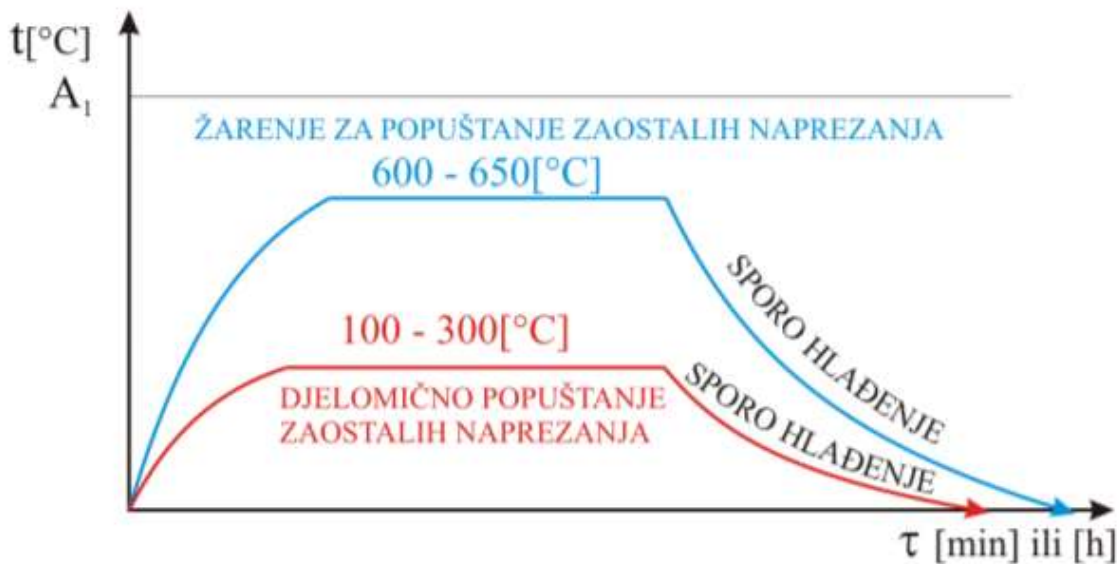 t[°C]
A₁
ŽARENJE ZA POPUŠTANJE ZAOSTALIH NAPREZANJA
600 - 650[°C]
SPORO HLAĐENJE
100 - 300[°C]
SPORO HLAĐENJE
DJELOMIČNO POPUŠTANJE
ZAOSTALIH NAPREZANJA
τ [min] ili [h]